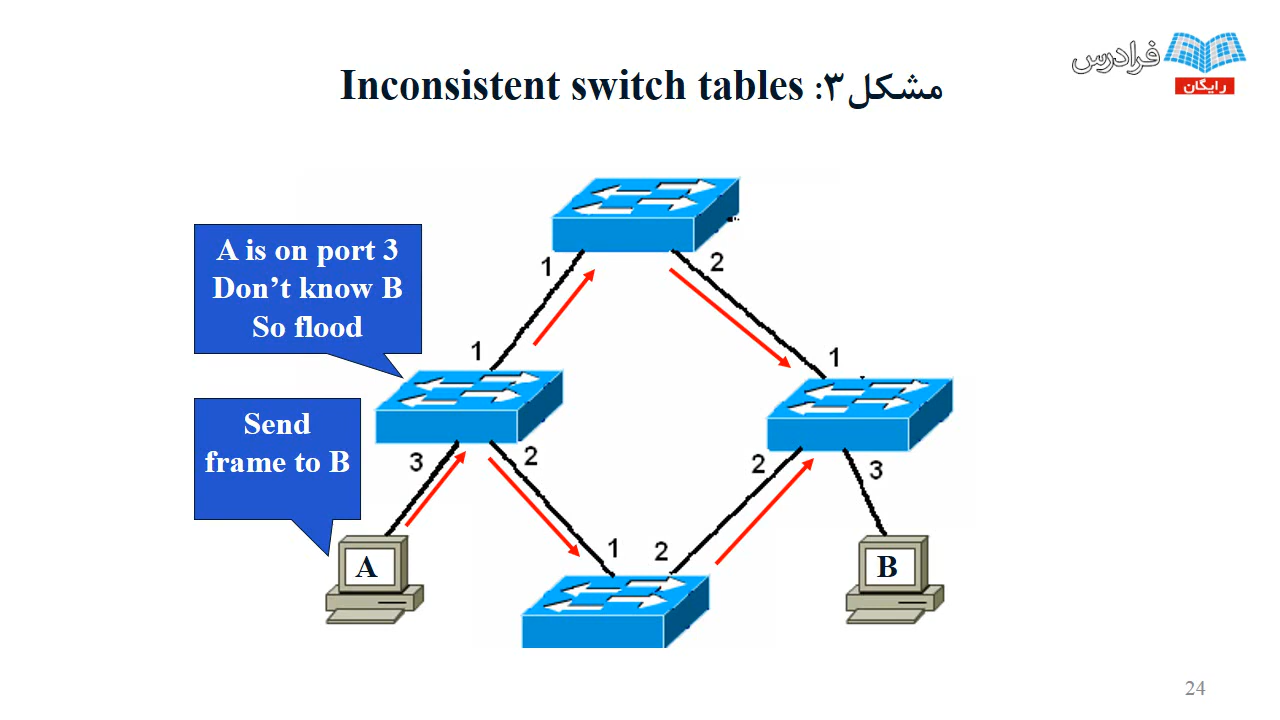 فرادرس
رایگان
مشکل۳: Inconsistent switch tables
A is on port 3
Don’t know B
So flood
Send
frame to B
1
2
1
1
3
2
2
3
1
2
A
B
24